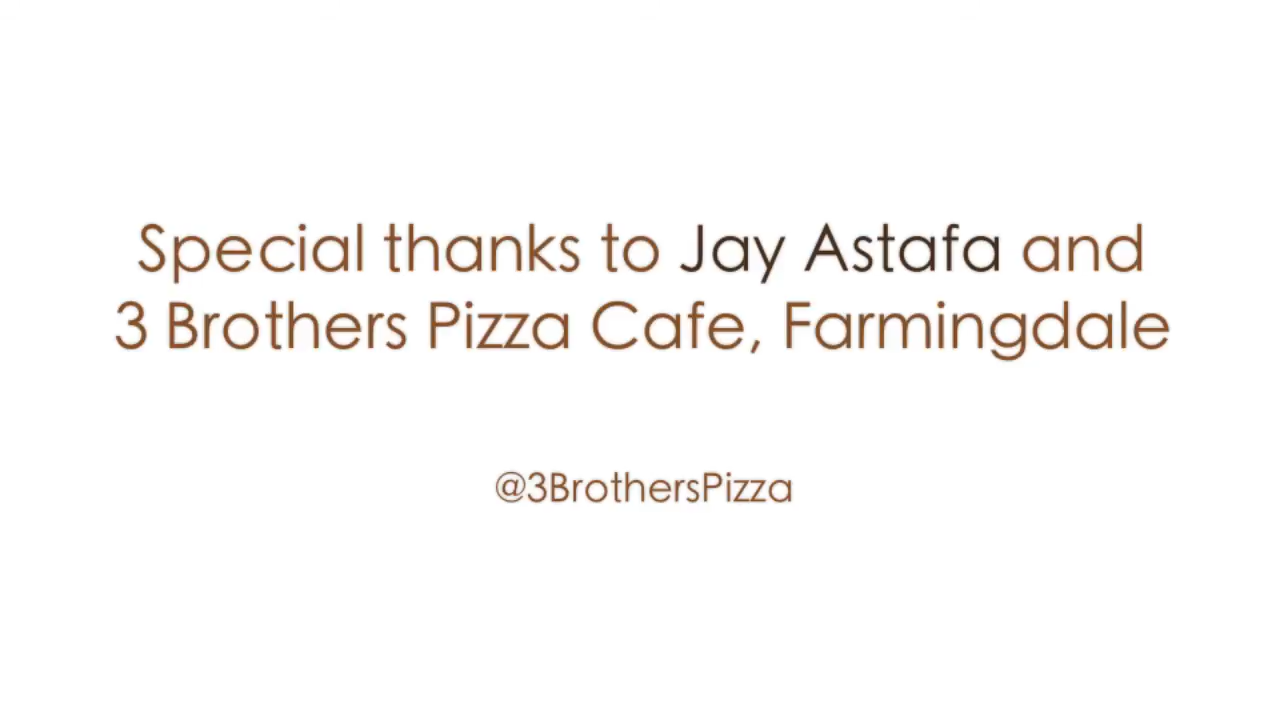 Special thanks to Jay Astafa and
3 Brothers Pizza Cafe, Farmingdale
@3BrothersPizza